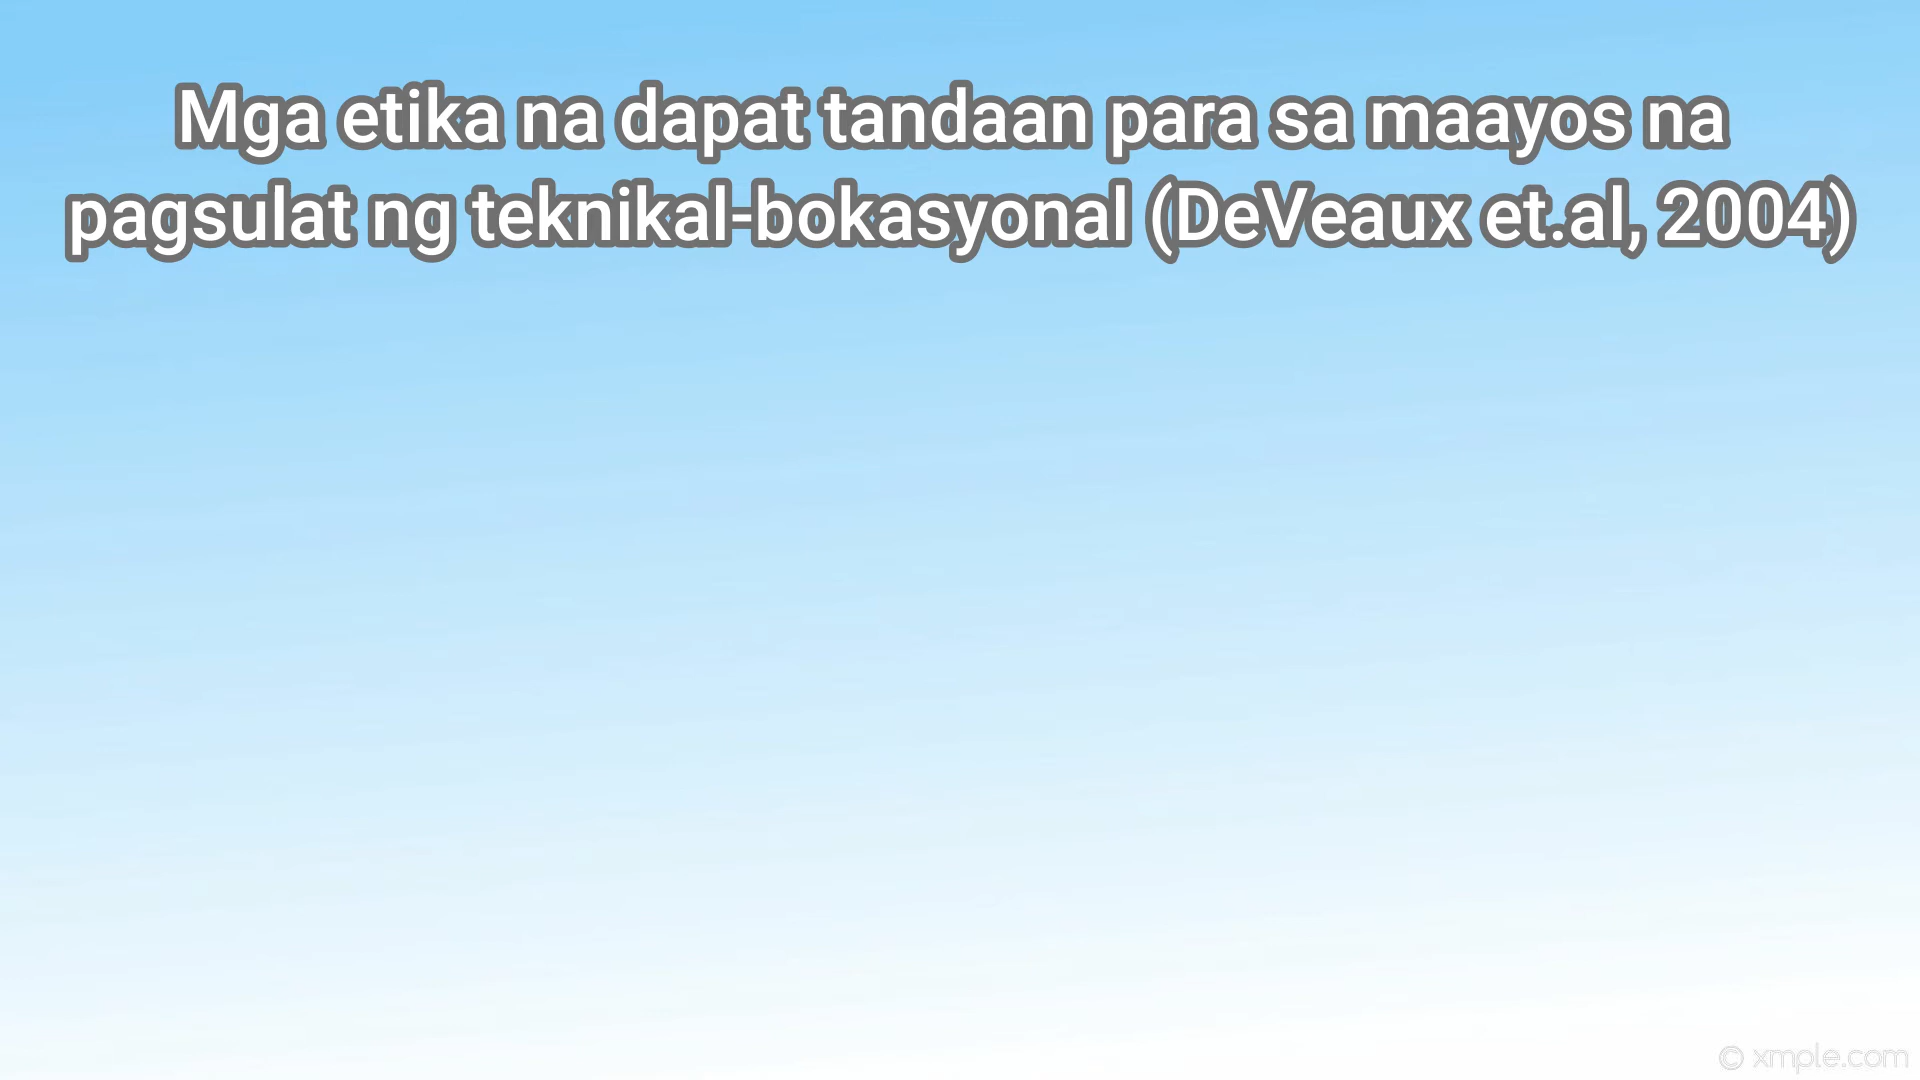 Mga etika na dapat tandaan para sa maayos na
pagsulat ng teknikal-bokasyonal (DeVeaux et.al, 2004)
© xmple.com